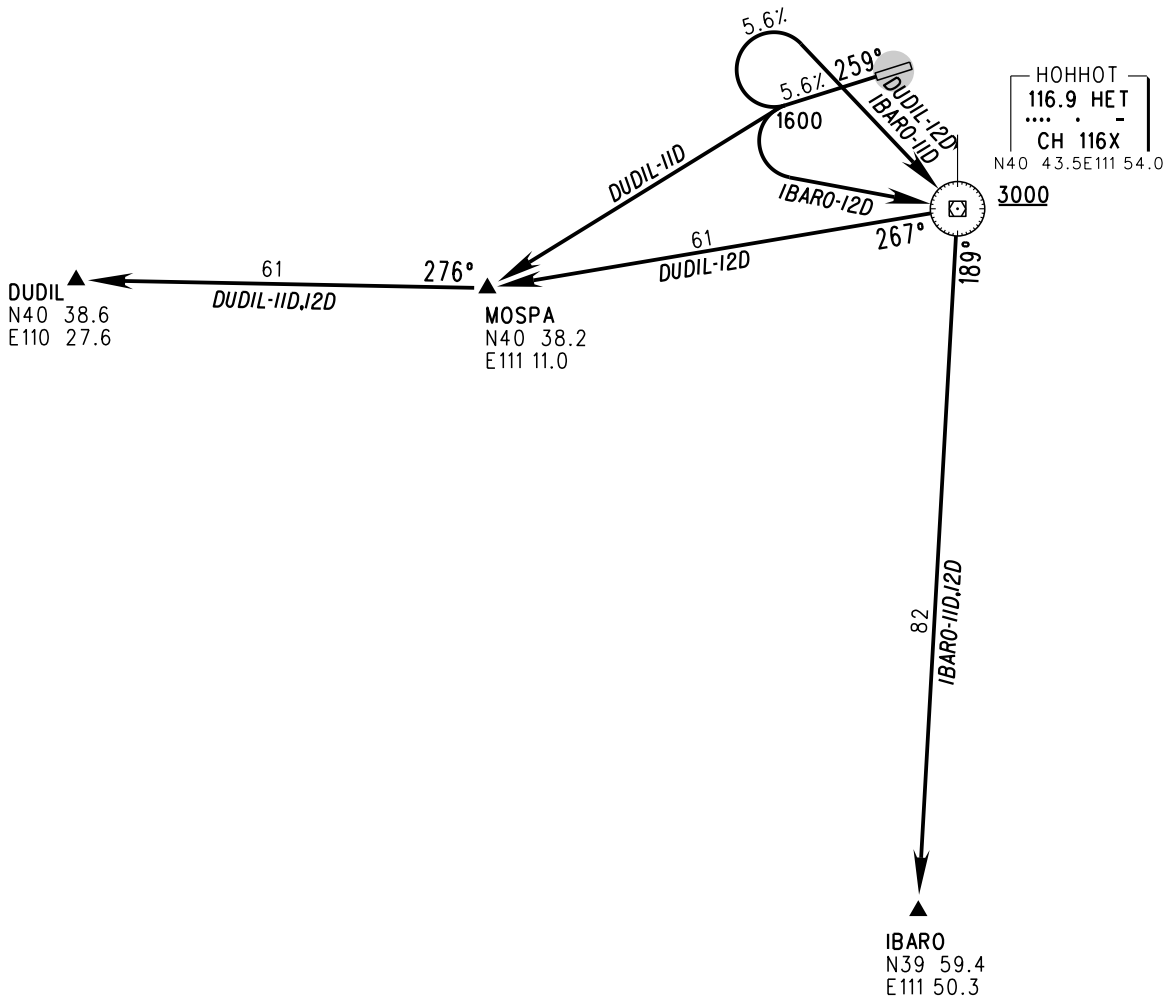 5.6%
5.6%
259°
1600
DUDIL-12D
IBARO-11D
HOHHOT
116.9 HET
CH 116X
N40 43.5E111 54.0
3000
DUDIL-11D
IBARO-12D
267°
61
DUDIL-12D
189°
276°
61
DUDIL-11D,12D
DUDIL
N40 38.6
E110 27.6
MOSPA
N40 38.2
E111 11.0
82
IBARO-11D,12D
IBARO
N39 59.4
E111 50.3